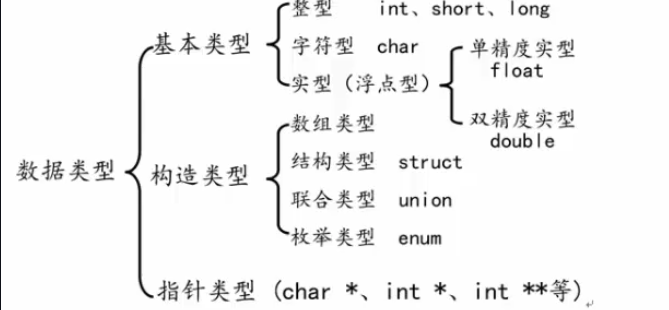 整型 int、short、long
基本类型
字符型 char
单精度实型
float
实型（浮点型）
双精度实型
double
数据类型
构造类型
数组类型
结构类型 struct
联合类型 union
枚举类型 enum
指针类型（char *、int *、int **等）